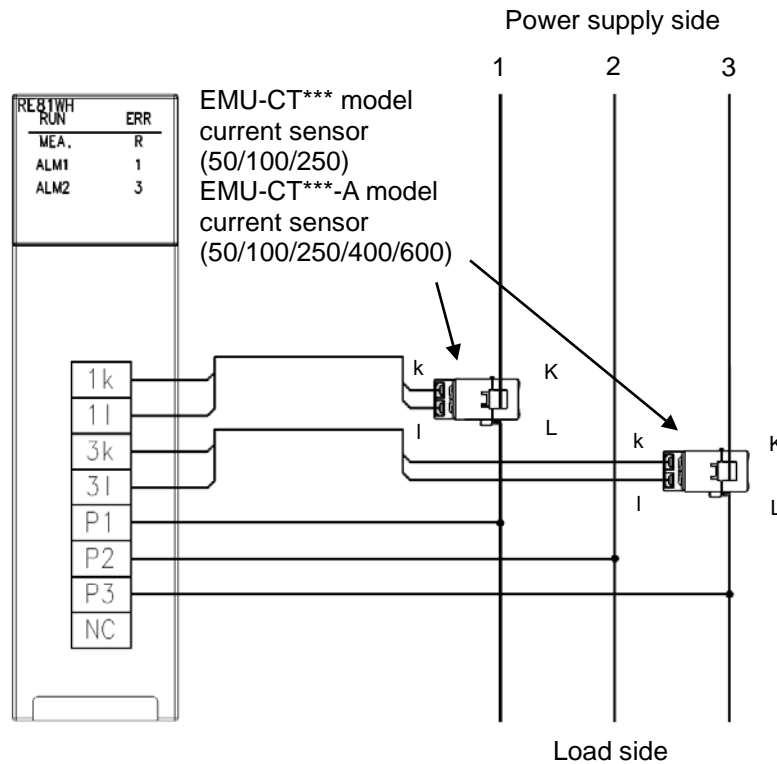 Power supply side
1 2 3
RE81WH
RUN ERR
MEA. R
ALM1 1
ALM2 3
EMU-CT*** model
current sensor
(50/100/250)
EMU-CT***-A model
current sensor
(50/100/250/400/600)
k K
l L
k K
l L
1k
1l
3k
3l
P1
P2
P3
NC
Load side